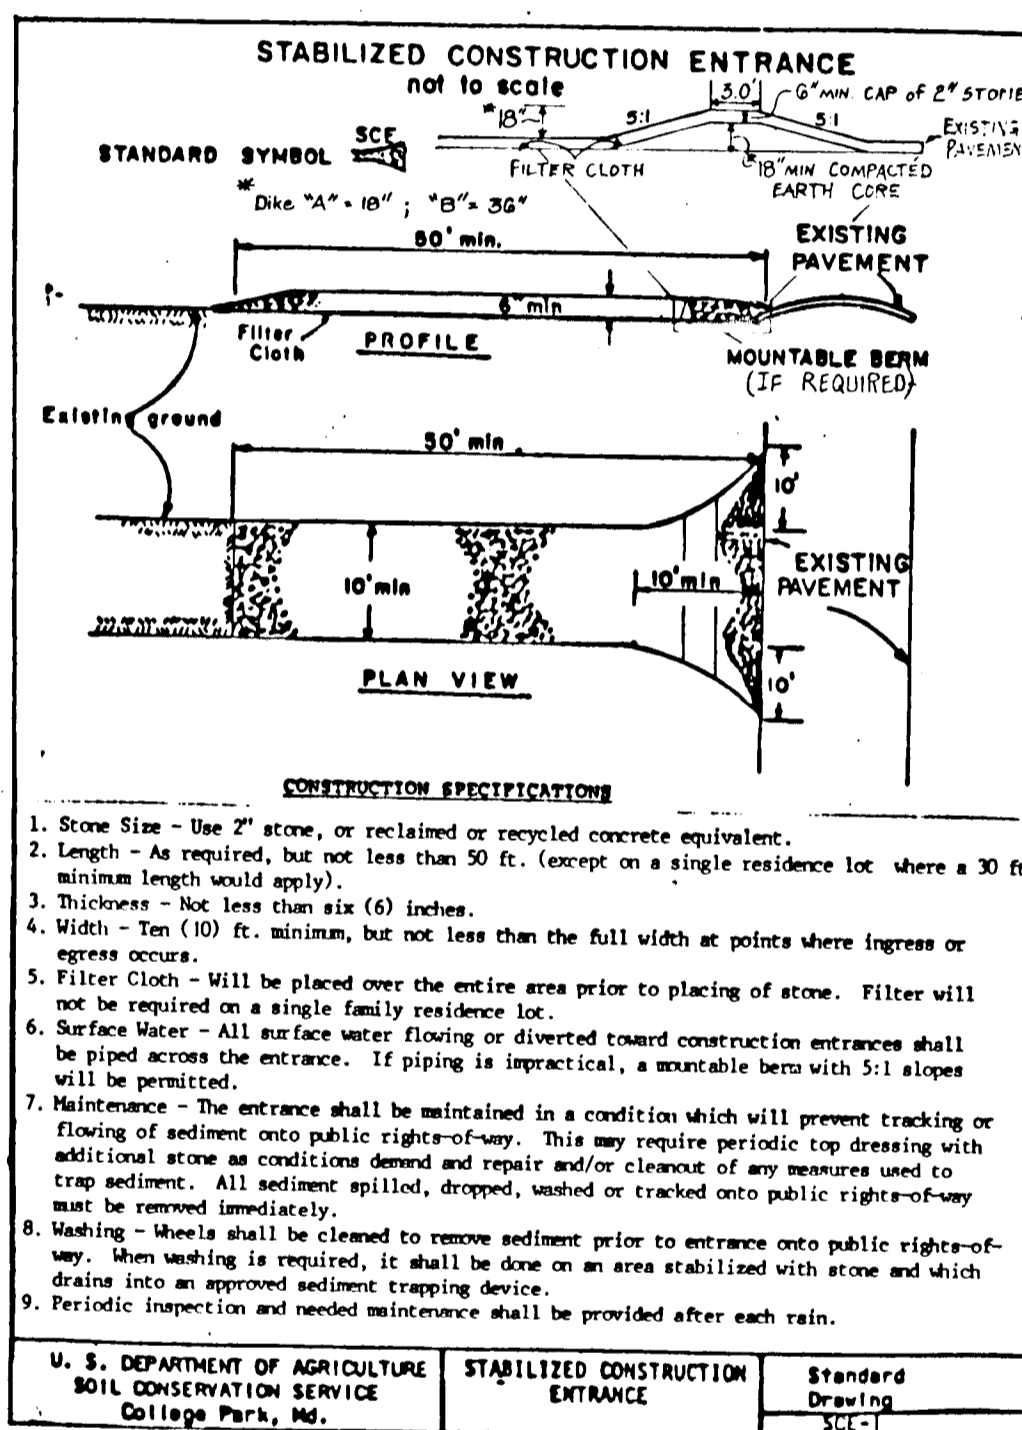 STABILIZED CONSTRUCTION ENTRANCE
not to scale
3.0'
6" MIN. CAP of 2" STONE
*18"
5:1
5:1
EXISTING
PAVEMEN
STANDARD SYMBOL
SCE
FILTER CLOTH
*18" MIN COMPACTED
EARTH CORE
* Dike "A" = 18" ; "B" = 36"
50' min.
EXISTING
PAVEMENT
6" min
Filter
Cloth
PROFILE
MOUNTABLE BERM
(IF REQUIRED)
Existing ground
50' min.
10'
10' min
10' min
EXISTING
PAVEMENT
10'
PLAN VIEW
CONSTRUCTION SPECIFICATIONS
1. Stone Size - Use 2" stone, or reclaimed or recycled concrete equivalent.
2. Length - As required, but not less than 50 ft. (except on a single residence lot where a 30 ft
minimum length would apply).
3. Thickness - Not less than six (6) inches.
4. Width - Ten (10) ft. minimum, but not less than the full width at points where ingress or
egress occurs.
5. Filter Cloth - Will be placed over the entire area prior to placing of stone. Filter will
not be required on a single family residence lot.
6. Surface Water - All surface water flowing or diverted toward construction entrances shall
be piped across the entrance. If piping is impractical, a mountable berm with 5:1 slopes
will be permitted.
7. Maintenance - The entrance shall be maintained in a condition which will prevent tracking or
flowing of sediment onto public rights-of-way. This may require periodic top dressing with
additional stone as conditions demand and repair and/or cleanout of any measures used to
trap sediment. All sediment spilled, dropped, washed or tracked onto public rights-of-way
must be removed immediately.
8. Washing - Wheels shall be cleaned to remove sediment prior to entrance onto public rights-of-
way. When washing is required, it shall be done on an area stabilized with stone and which
drains into an approved sediment trapping device.
9. Periodic inspection and needed maintenance shall be provided after each rain.
U. S. DEPARTMENT OF AGRICULTURE
SOIL CONSERVATION SERVICE
College Park, Md.
STABILIZED CONSTRUCTION
ENTRANCE
Standard
Drawing
SCE-1